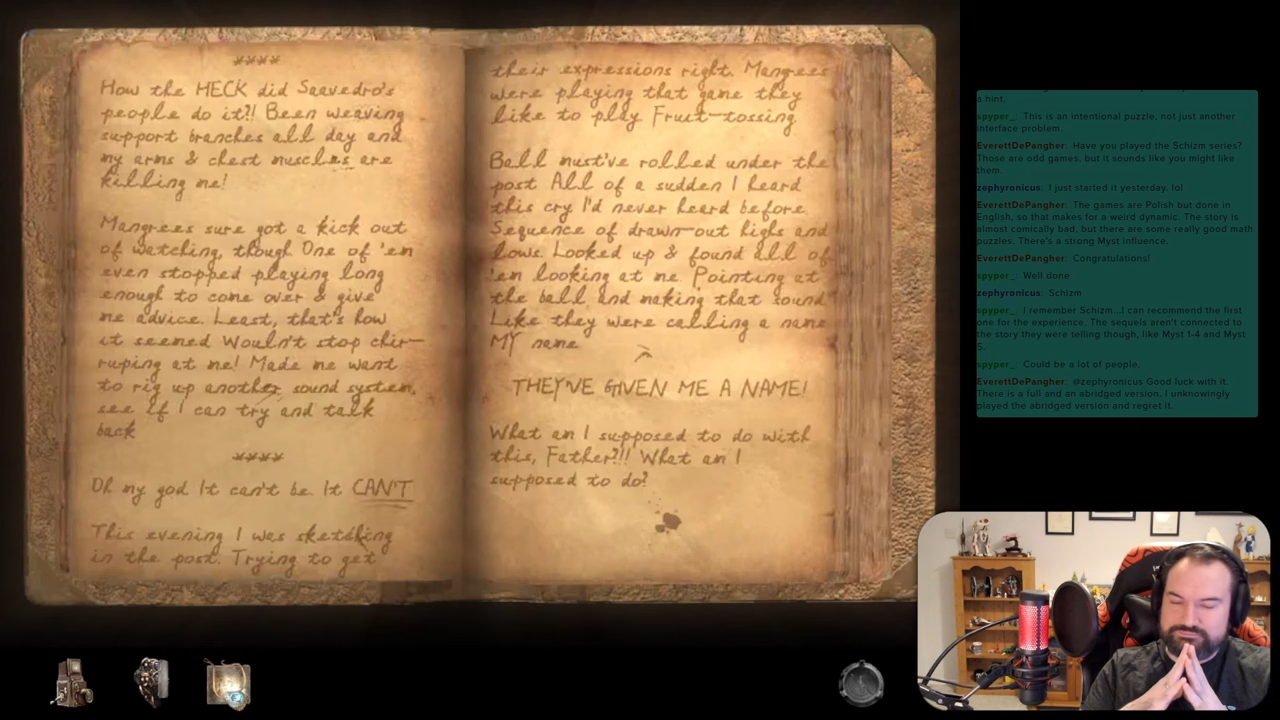 ****
How the HECK did Saavedro's
people do it?! Been weaving
support branches all day and
my arms & chest muscles are
killing me!
Mangrees sure got a kick out
of watching, though One of 'em
even stopped playing long
enough to come over & give
me advice. Least, that's how
it seemed Wouldn't stop chir-
ruping at me! Made me want
to rig up another sound system,
see if I can try and talk
back
****
Oh my god It can't be. It CAN'T
This evening I was sketching
in the post. Trying to get
their expressions right. Mangrees
were playing that game they
like to play Fruit-tossing
Ball must've rolled under the
post All of a sudden I heard
this cry I'd never heard before
Sequence of drawn-out highs and
lows. Looked up & found all of
'em looking at me Pointing at
the ball and making that sound
Like they were calling a name
MY name
THEY'VE GIVEN ME A NAME!
What am I supposed to do with
this, Father?!! What am I
supposed to do?
a hint.
spyper_: This is an intentional puzzle, not just another
interface problem.
EverettDePangher: Have you played the Schizm series?
Those are odd games, but it sounds like you might like
them.
zephyronicus: I just started it yesterday. lol
EverettDePangher: The games are Polish but done in
English, so that makes for a weird dynamic. The story is
almost comically bad, but there are some really good math
puzzles. There's a strong Myst influence.
EverettDePangher: Congratulations!
spyper_: Well done
zephyronicus: Schizm
spyper_: I remember Schizm...I can recommend the first
one for the experience. The sequels aren't connected to
the story they were telling though, like Myst 1-4 and Myst
5.
spyper_: Could be a lot of people.
EverettDePangher: @zephyronicus Good luck with it.
There is a full and an abridged version. I unknowingly
played the abridged version and regret it.